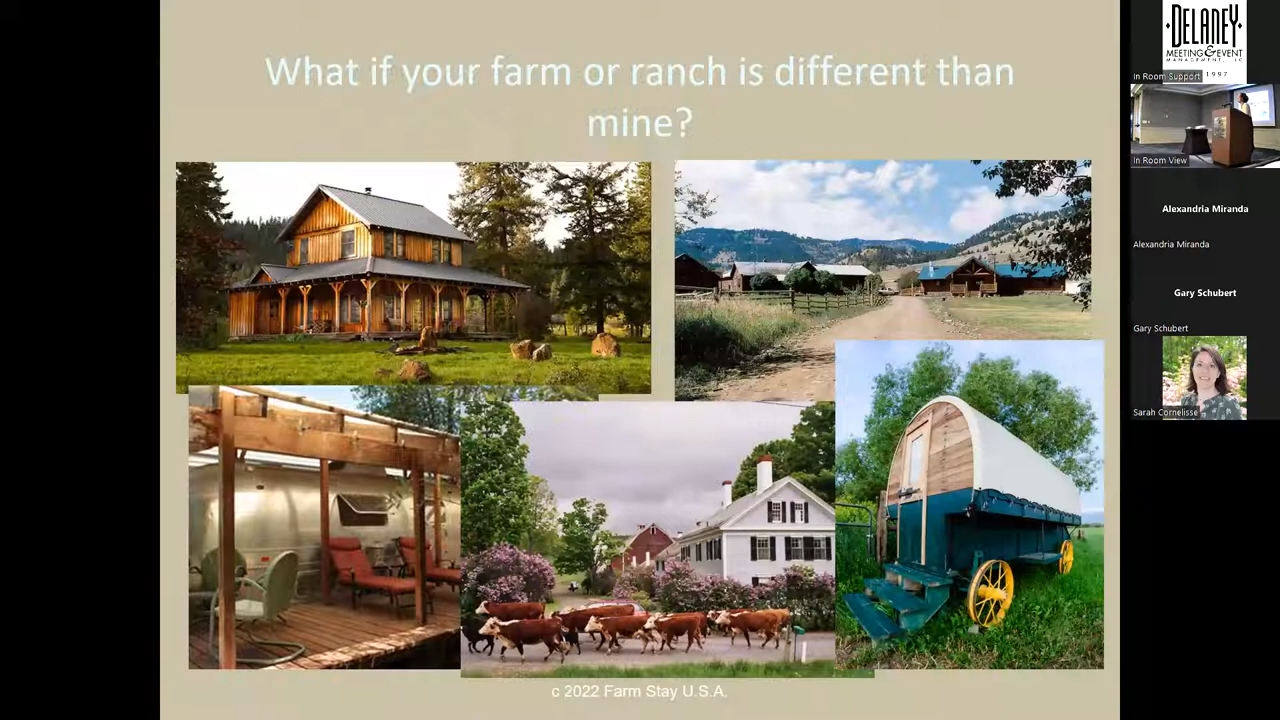 What if your farm or ranch is different than
mine?
c 2022 Farm Stay U.S.A.
DELANEY
MEETING & EVENT
MANAGEMENT, LLC
1997
In Room Support
In Room View
Alexandria Miranda
Alexandria Miranda
Gary Schubert
Gary Schubert
Sarah Cornelisse